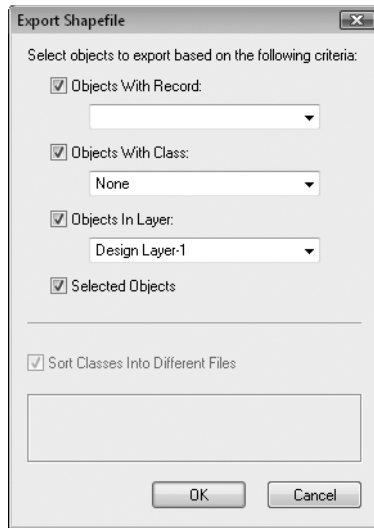 Export Shapefile
Select objects to export based on the following criteria:
Objects With Record:
Objects With Class:
None
Objects In Layer:
Design Layer-1
Selected Objects
Sort Classes Into Different Files
OK Cancel